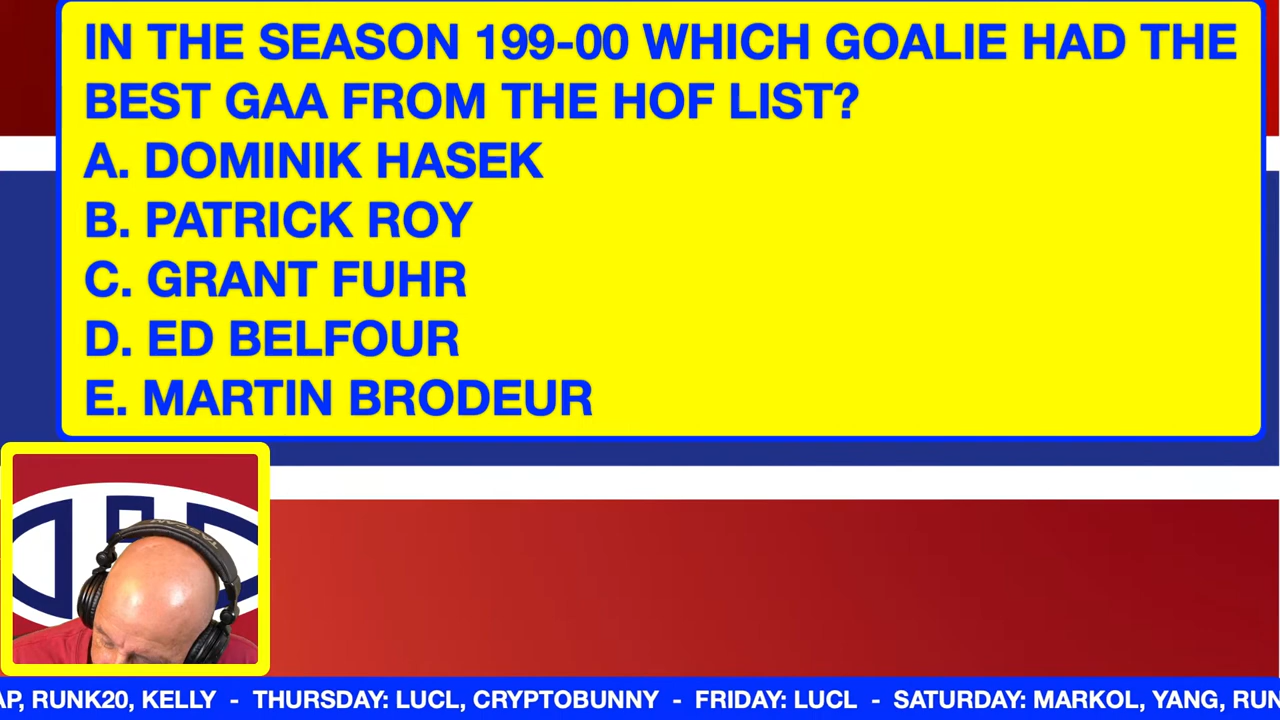 IN THE SEASON 199-00 WHICH GOALIE HAD THE
BEST GAA FROM THE HOF LIST?
A. DOMINIK HASEK
B. PATRICK ROY
C. GRANT FUHR
D. ED BELFOUR
E. MARTIN BRODEUR
TASCAM
AP, RUNK20, KELLY - THURSDAY: LUCL, CRYPTOBUNNY - FRIDAY: LUCL - SATURDAY: MARKOL, YANG, RUN